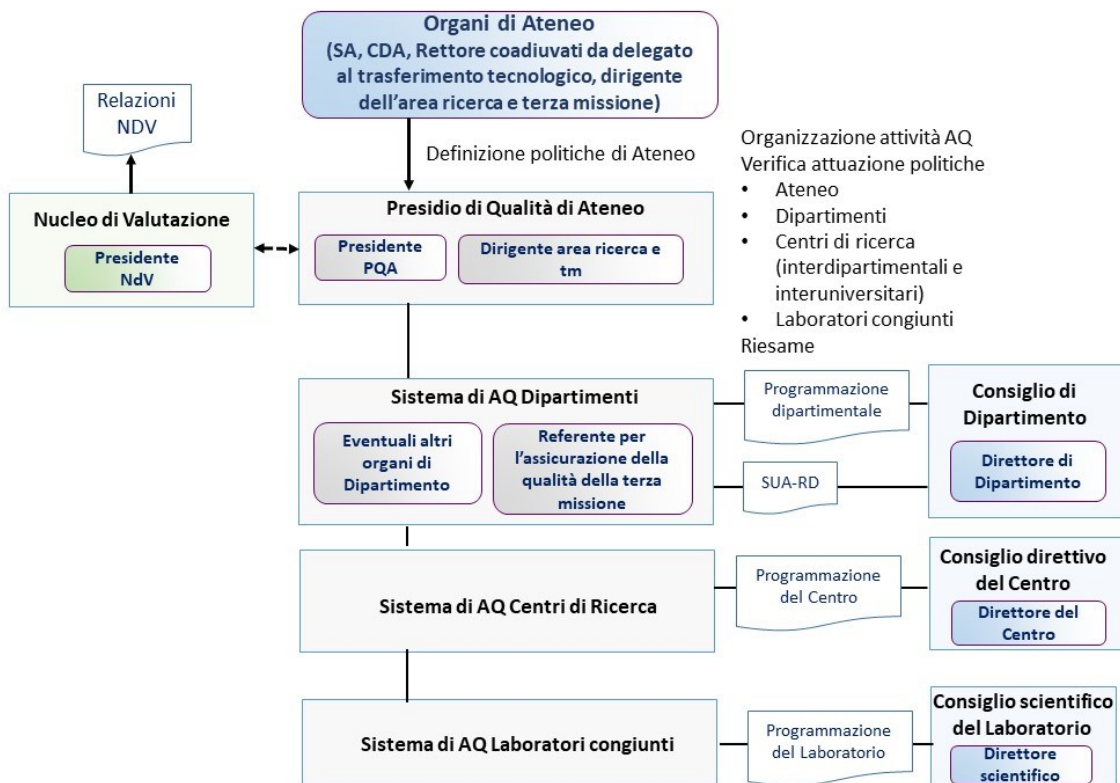 Organi di Ateneo
(SA, CDA, Rettore coadiuvati da delegato
al trasferimento tecnologico, dirigente
dell'area ricerca e terza missione)
Relazioni
NDV
Definizione politiche di Ateneo
Organizzazione attività AQ
Verifica attuazione politiche
• Ateneo
• Dipartimenti
• Centri di ricerca
(interdipartimentali e
interuniversitari)
• Laboratori congiunti
Riesame
Nucleo di Valutazione
Presidente
NdV
Presidio di Qualità di Ateneo
Presidente
PQA
Dirigente area ricerca e
tm
Sistema di AQ Dipartimenti
Eventuali altri
organi di
Dipartimento
Referente per
l'assicurazione della
qualità della terza
missione
Programmazione
dipartimentale
SUA-RD
Consiglio di
Dipartimento
Direttore di
Dipartimento
Sistema di AQ Centri di Ricerca
Programmazione
del Centro
Consiglio direttivo
del Centro
Direttore del
Centro
Sistema di AQ Laboratori congiunti
Programmazione
del Laboratorio
Consiglio scientifico
del Laboratorio
Direttore
scientifico